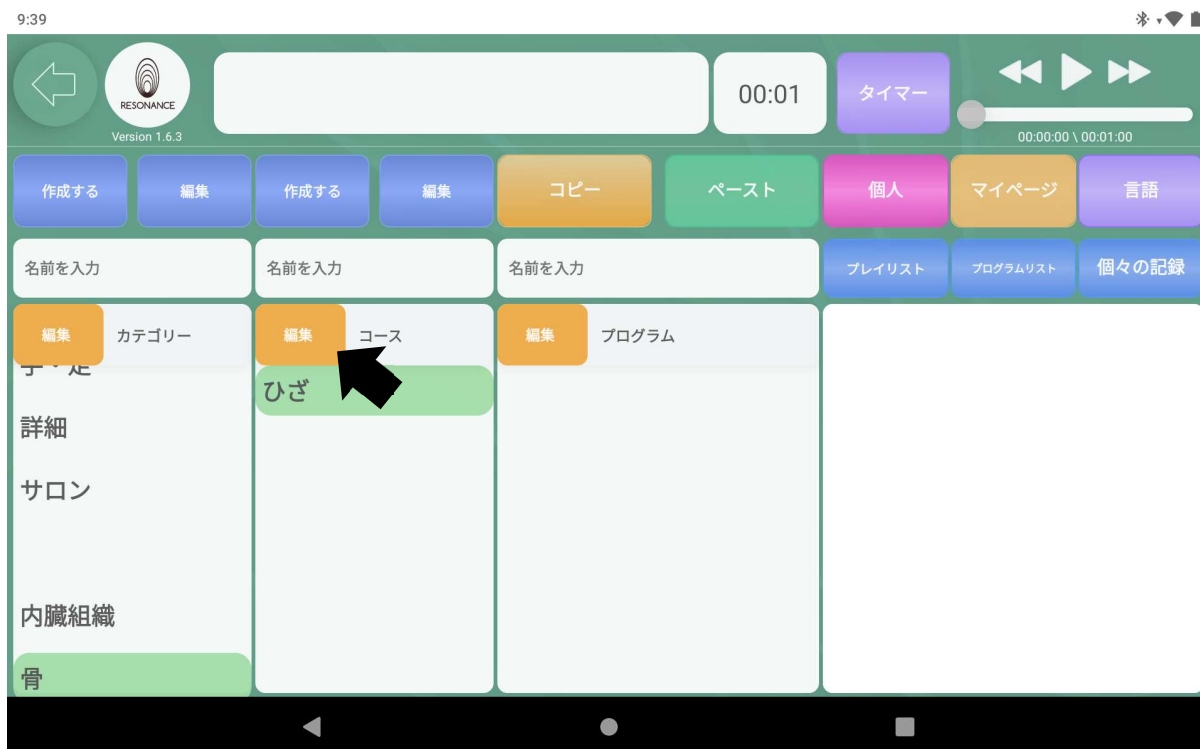 9:39
RESONANCE
Version 1.6.3
00:01
タイマー
00:00:00 \ 00:01:00
作成する
編集
作成する
編集
コピー
ペースト
個人
マイページ
言語
名前を入力
名前を入力
名前を入力
プレイリスト
プログラムリスト
個々の記録
編集
カテゴリー
編集
コース
編集
プログラム
ひざ
詳細
サロン
内臓組織
骨